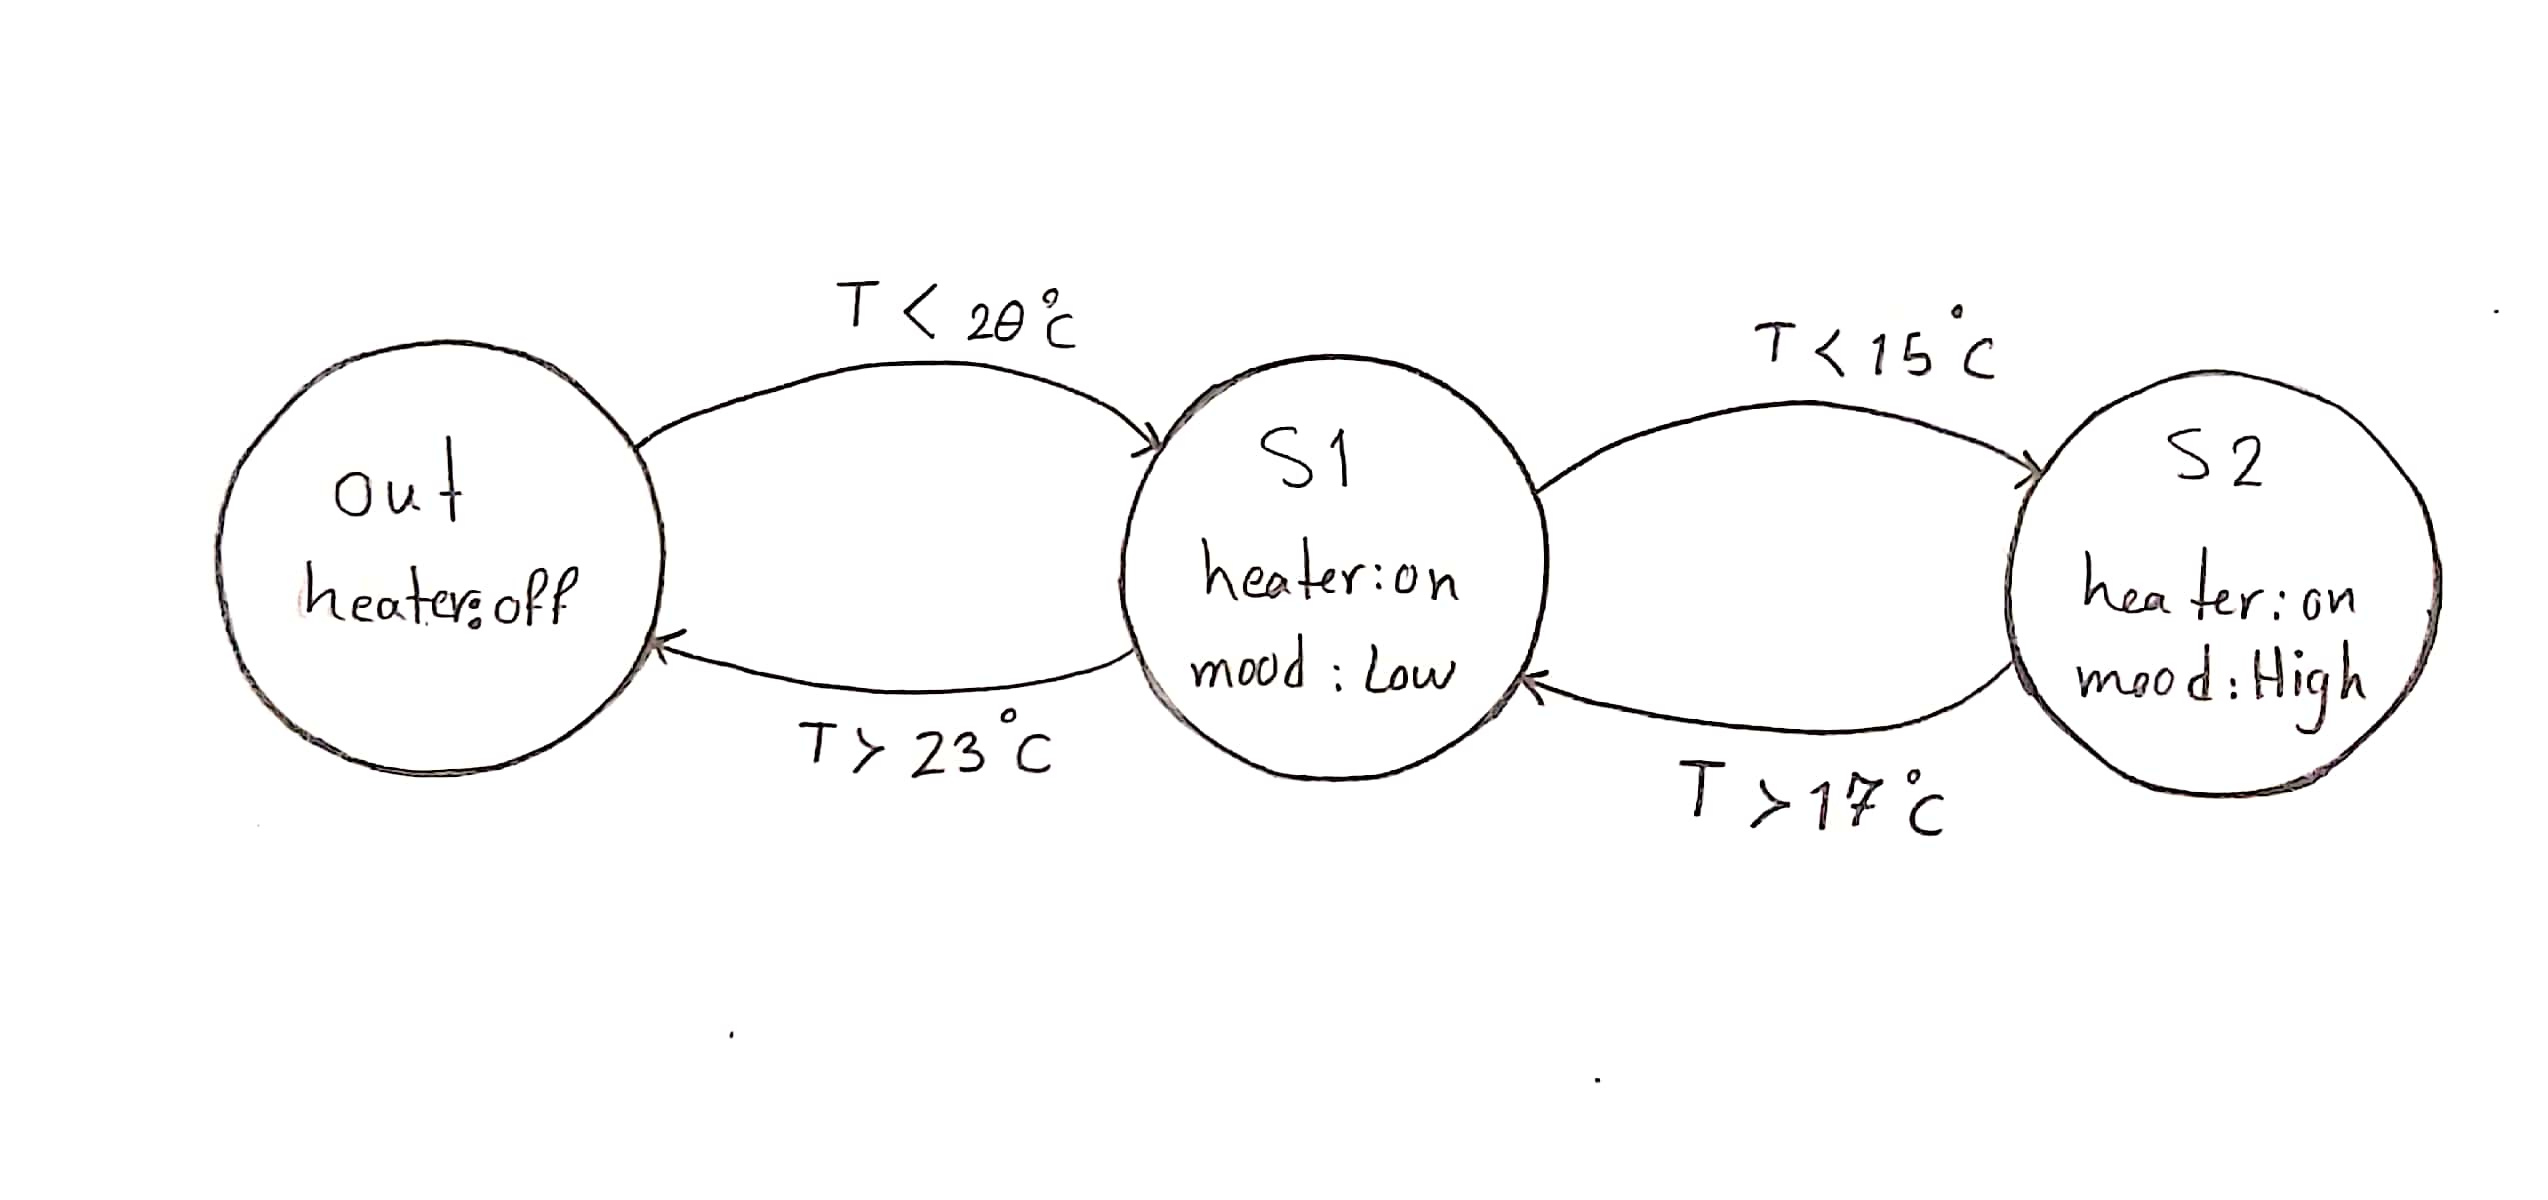 T < 20°C
T < 15°C
out
heater:off
S1
heater:on
mood : Low
S2
heater:on
mood:High
T > 23°C
T > 17°C